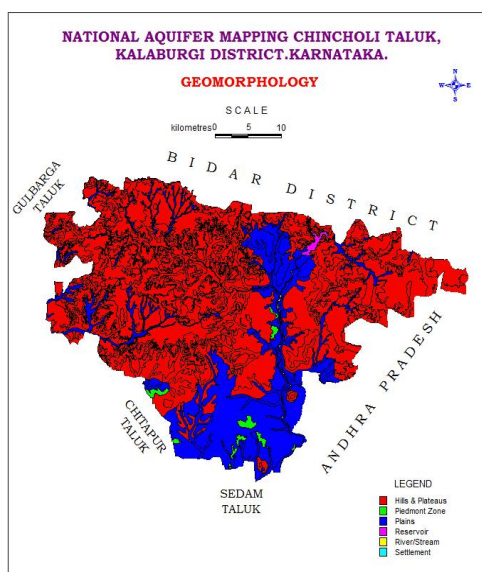 NATIONAL AQUIFER MAPPING CHINCHOLI TALUK,
KALABURGI DISTRICT.KARNATAKA.
GEOMORPHOLOGY
N
W E
S
SCALE
kilometres 0 5 10
BIDAR DISTRICT
GULBARGA
TALUK
ANDHRA PRADESH
CHITAPUR
TALUK
SEDAM
TALUK
LEGEND
Hills & Plateaus
Piedmont Zone
Plains
Reservoir
River/Stream
Settlement